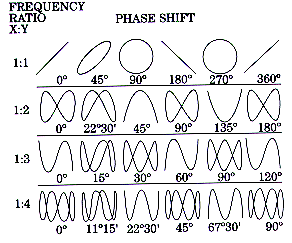 FREQUENCY
RATIO
X:Y
PHASE SHIFT
1:1
0° 45° 90° 180° 270° 360°
1:2
0° 22°30' 45° 90° 135° 180°
1:3
0° 15° 30° 60° 90° 120°
1:4
0° 11°15' 22°30' 45° 67°30' 90°